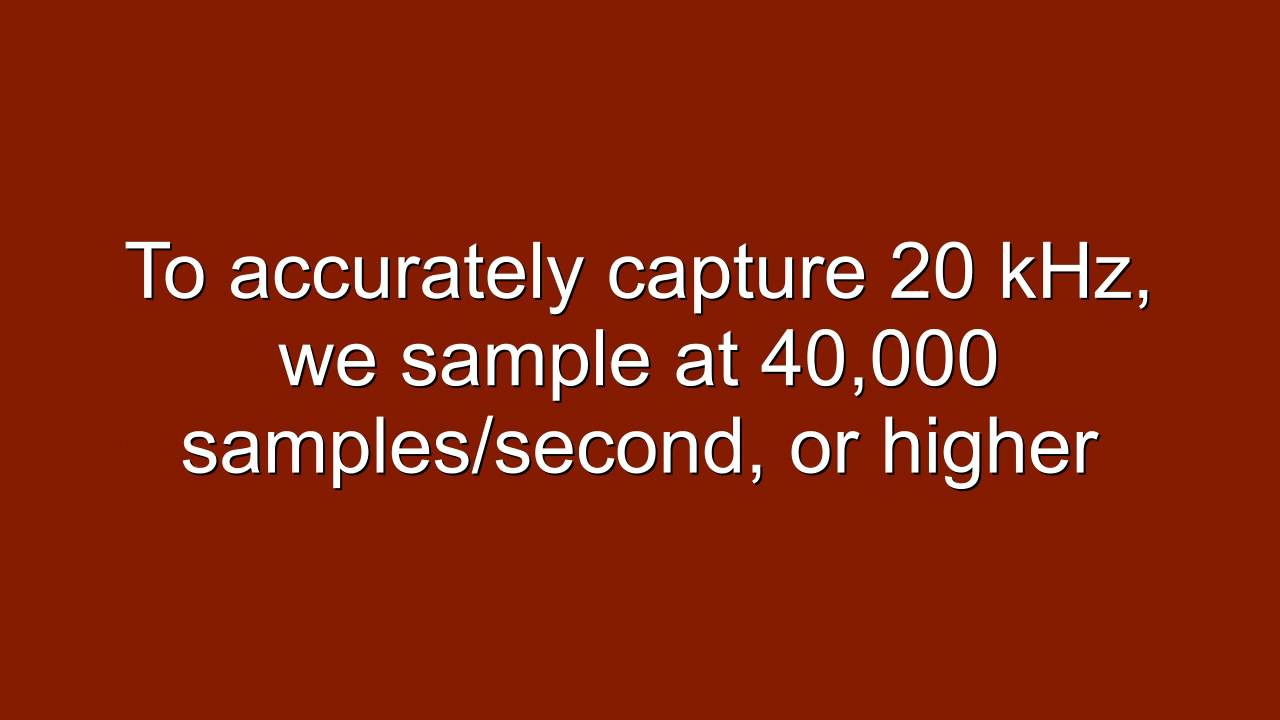 To accurately capture 20 kHz,
we sample at 40,000
samples/second, or higher